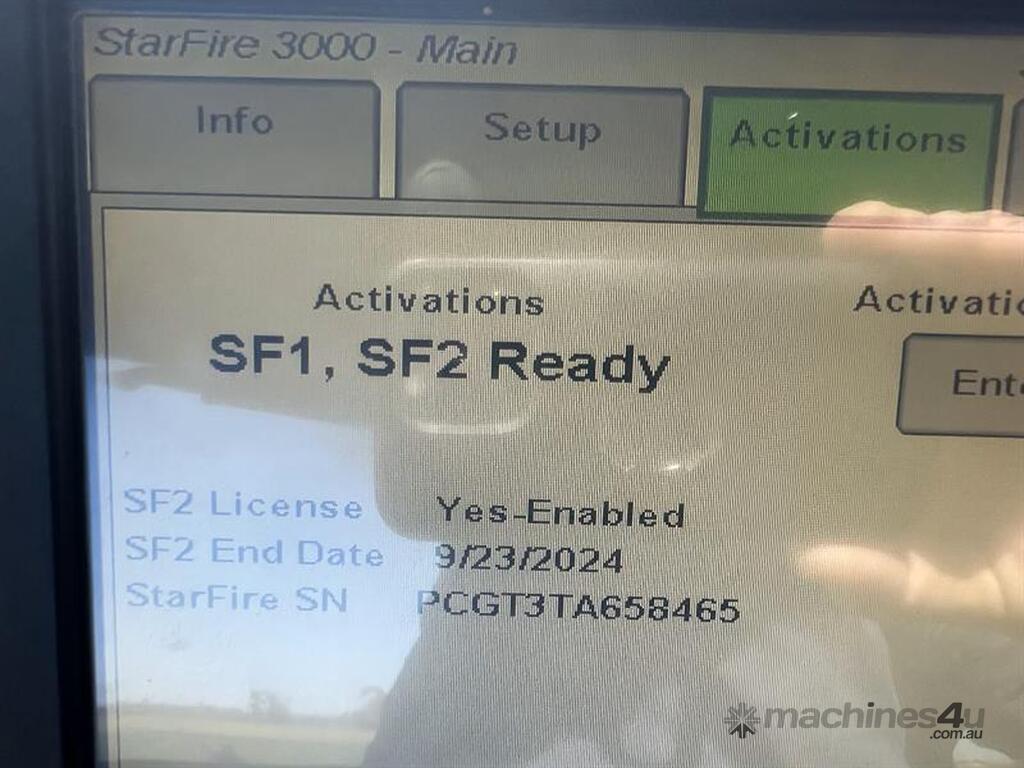 StarFire 3000 - Main
Info
Setup
Activations
Activations
SF1, SF2 Ready
SF2 License Yes-Enabled
SF2 End Date 9/23/2024
StarFire SN PCGT3TA658465
machines4u
.com.au